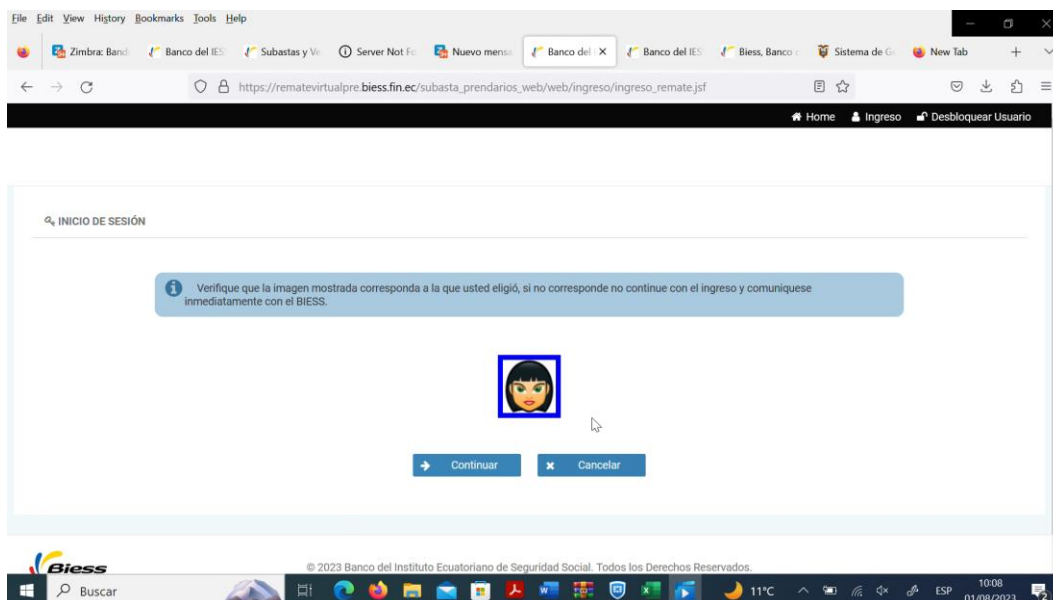 File Edit View History Bookmarks Tools Help
Zimbra: Band
Banco del IES
Subastas y Ve
Server Not Fo
Nuevo mensa
Banco del I
Banco del IES
Biess, Banco d
Sistema de Ge
New Tab
https://rematevirtualpre.biess.fin.ec/subasta_prendarios_web/web/ingreso/ingreso_remate.jsf
Home Ingreso Desbloquear Usuario
INICIO DE SESIÓN
Verifique que la imagen mostrada corresponda a la que usted eligió, si no corresponde no continue con el ingreso y comuniquese
inmediatamente con el BIESS.
Continuar Cancelar
Biess
© 2023 Banco del Instituto Ecuatoriano de Seguridad Social. Todos los Derechos Reservados.
Buscar
11°C
ESP
10:08
01/08/2023